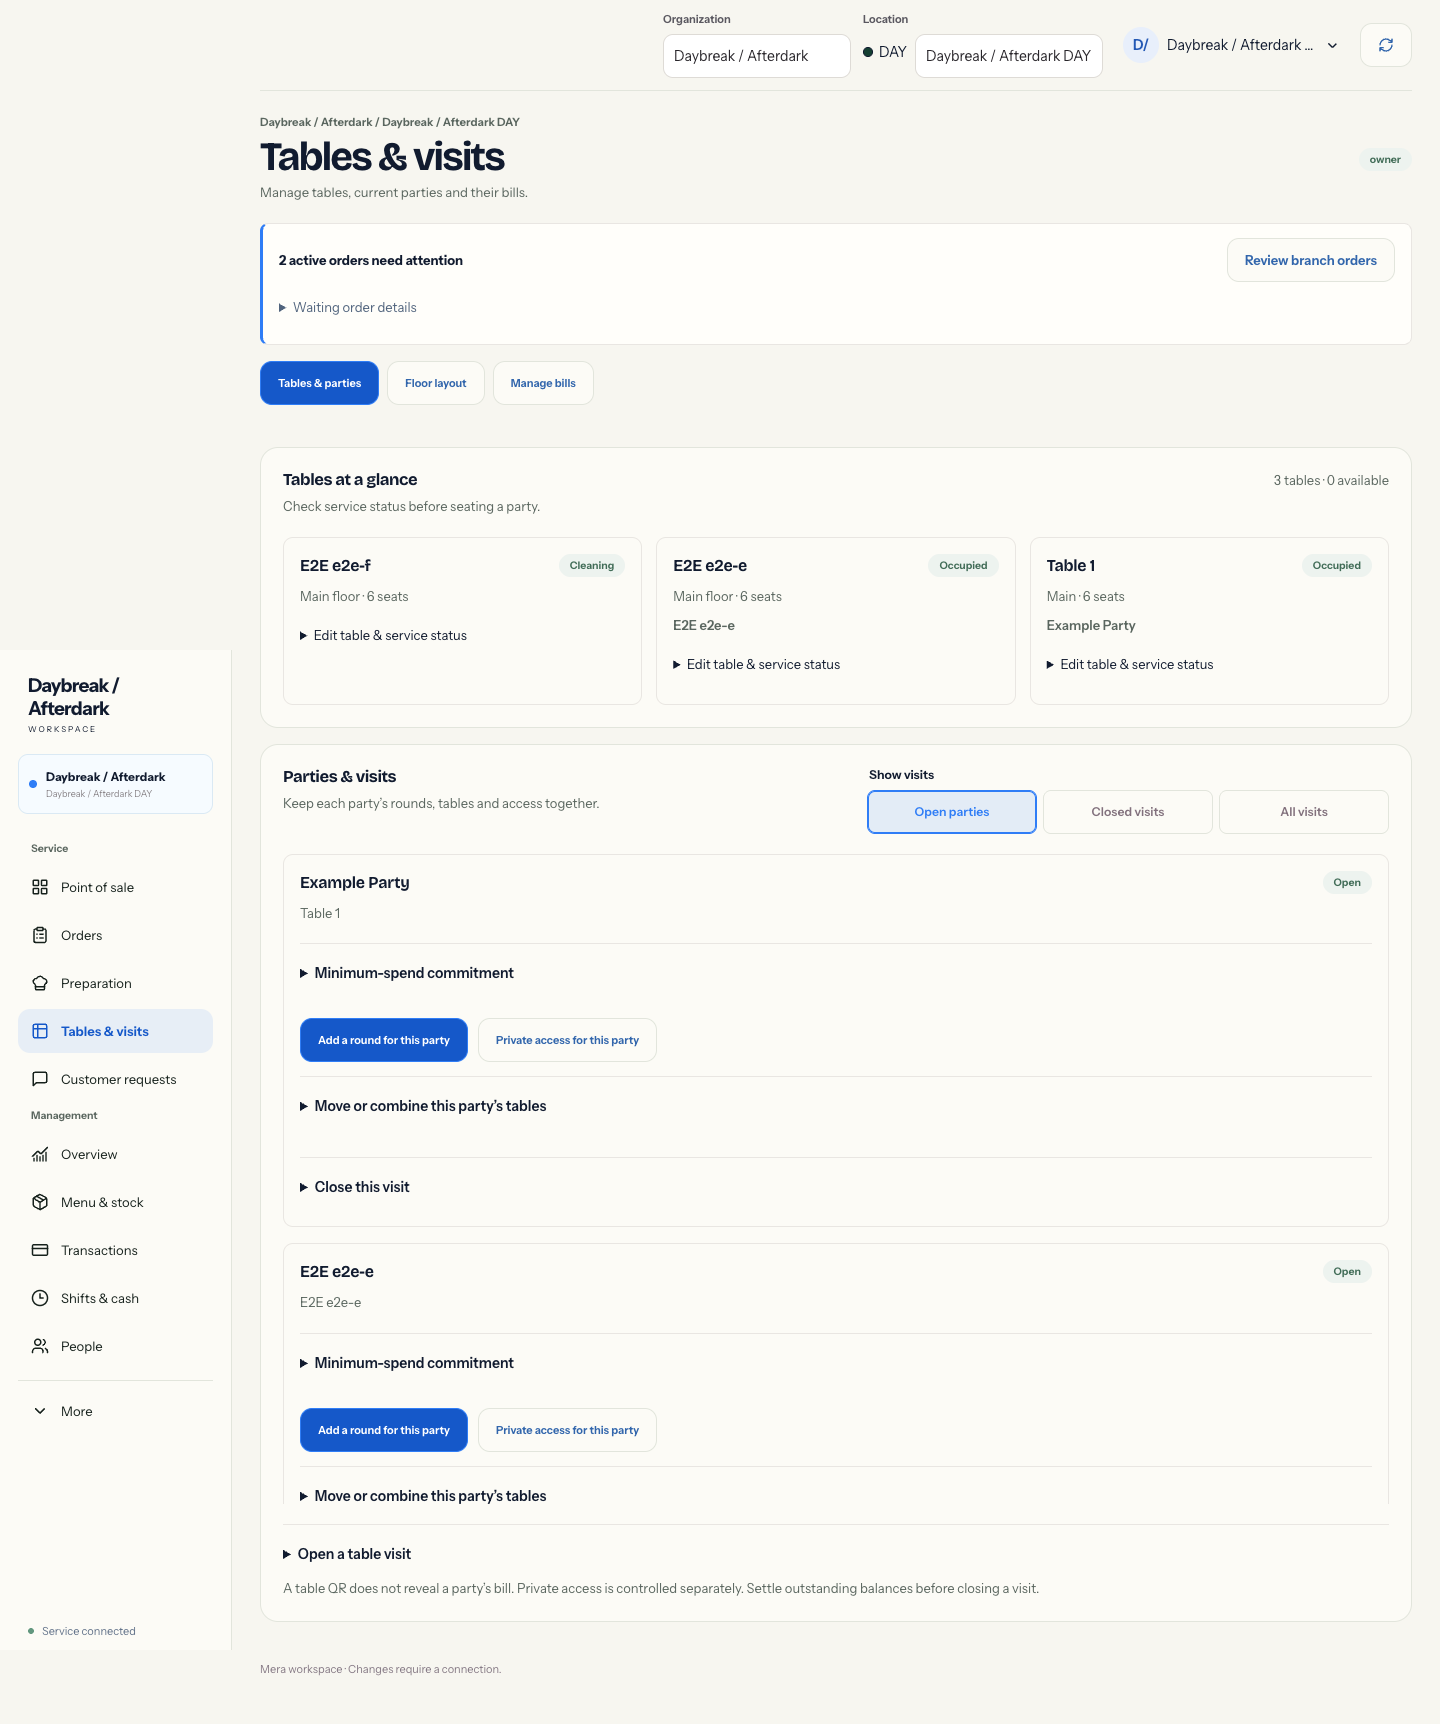 Organization
Location
Daybreak / Afterdark
DAY
Daybreak / Afterdark DAY
D/
Daybreak / Afterdark ...
Daybreak / Afterdark / Daybreak / Afterdark DAY
Tables & visits
owner
Manage tables, current parties and their bills.
2 active orders need attention
Review branch orders
Waiting order details
Tables & parties
Floor layout
Manage bills
Tables at a glance
3 tables · 0 available
Check service status before seating a party.
E2E e2e-f
Cleaning
Main floor · 6 seats
Edit table & service status
E2E e2e-e
Occupied
Main floor · 6 seats
E2E e2e-e
Edit table & service status
Table 1
Occupied
Main · 6 seats
Example Party
Edit table & service status
Daybreak /
Afterdark
WORKSPACE
Daybreak / Afterdark
Daybreak / Afterdark DAY
Service
Point of sale
Orders
Preparation
Tables & visits
Customer requests
Management
Overview
Menu & stock
Transactions
Shifts & cash
People
More
Service connected
Parties & visits
Keep each party's rounds, tables and access together.
Show visits
Open parties
Closed visits
All visits
Example Party
Open
Table 1
Minimum-spend commitment
Add a round for this party
Private access for this party
Move or combine this party's tables
Close this visit
E2E e2e-e
Open
E2E e2e-e
Minimum-spend commitment
Add a round for this party
Private access for this party
Move or combine this party's tables
Open a table visit
A table QR does not reveal a party's bill. Private access is controlled separately. Settle outstanding balances before closing a visit.
Mera workspace · Changes require a connection.